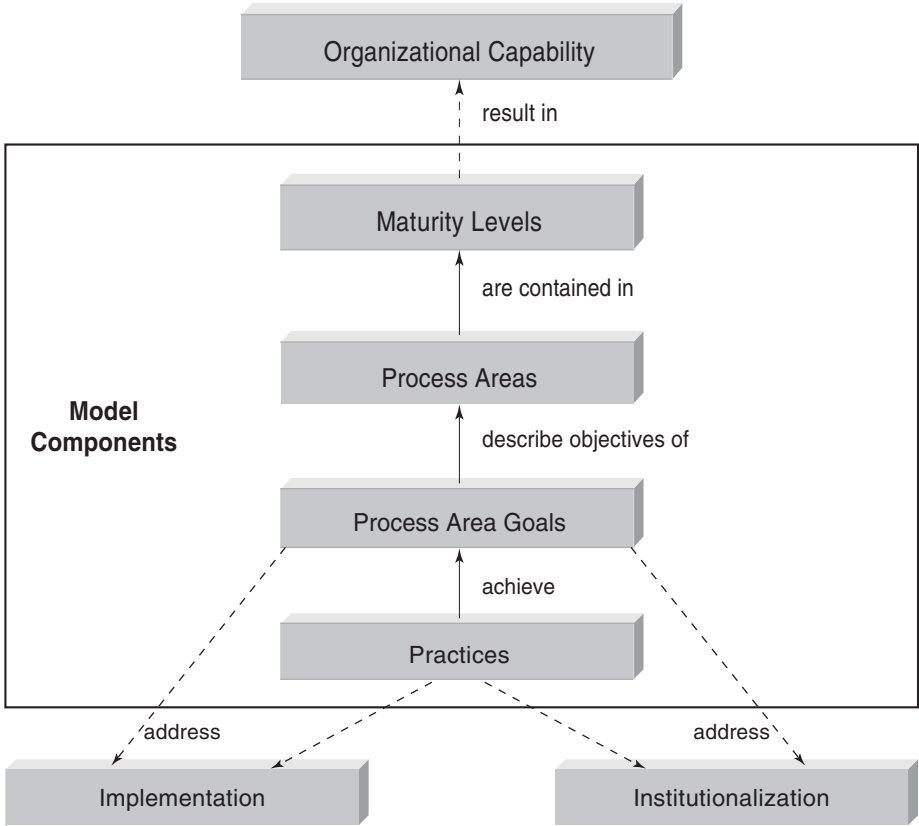 Organizational Capability
result in
Maturity Levels
are contained in
Process Areas
Model
Components
describe objectives of
Process Area Goals
achieve
Practices
address
address
Implementation
Institutionalization